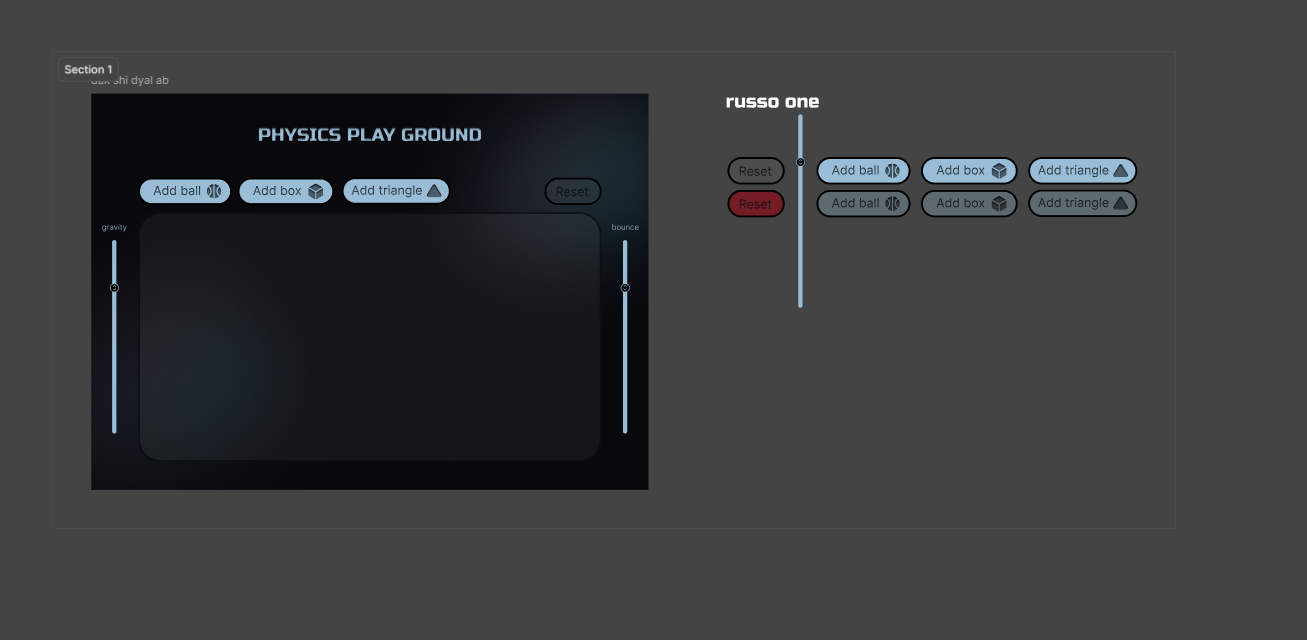 Section 1
shi dyal ab
PHYSICS PLAY GROUND
Add ball
Add box
Add triangle
Reset
gravity
bounce
russo one
Reset
Add ball
Add box
Add triangle
Reset
Add ball
Add box
Add triangle